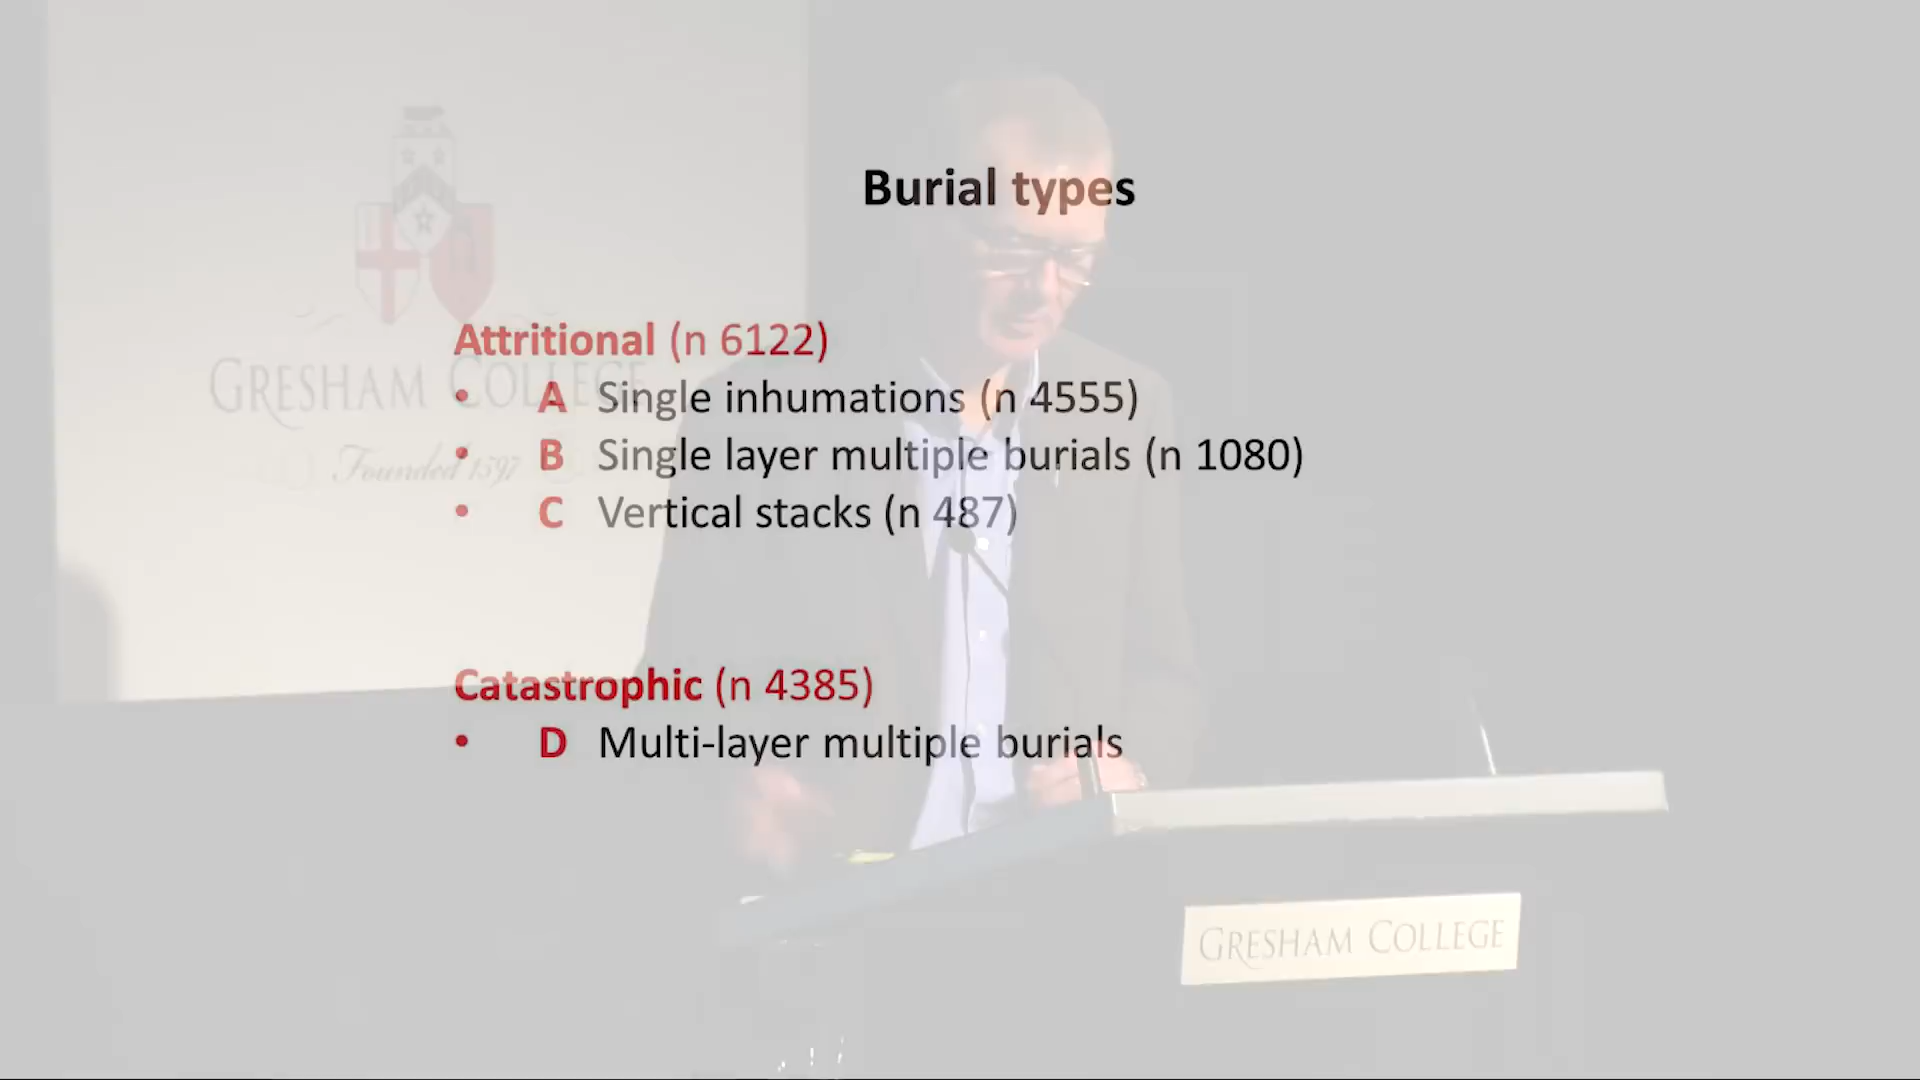 Burial types
Attritional (n 6122)
• A Single inhumations (n 4555)
• B Single layer multiple burials (n 1080)
• C Vertical stacks (n 487)
Catastrophic (n 4385)
• D Multi-layer multiple burials
GRESHAM COLLEGE
Founded 1597
GRESHAM COLLEGE